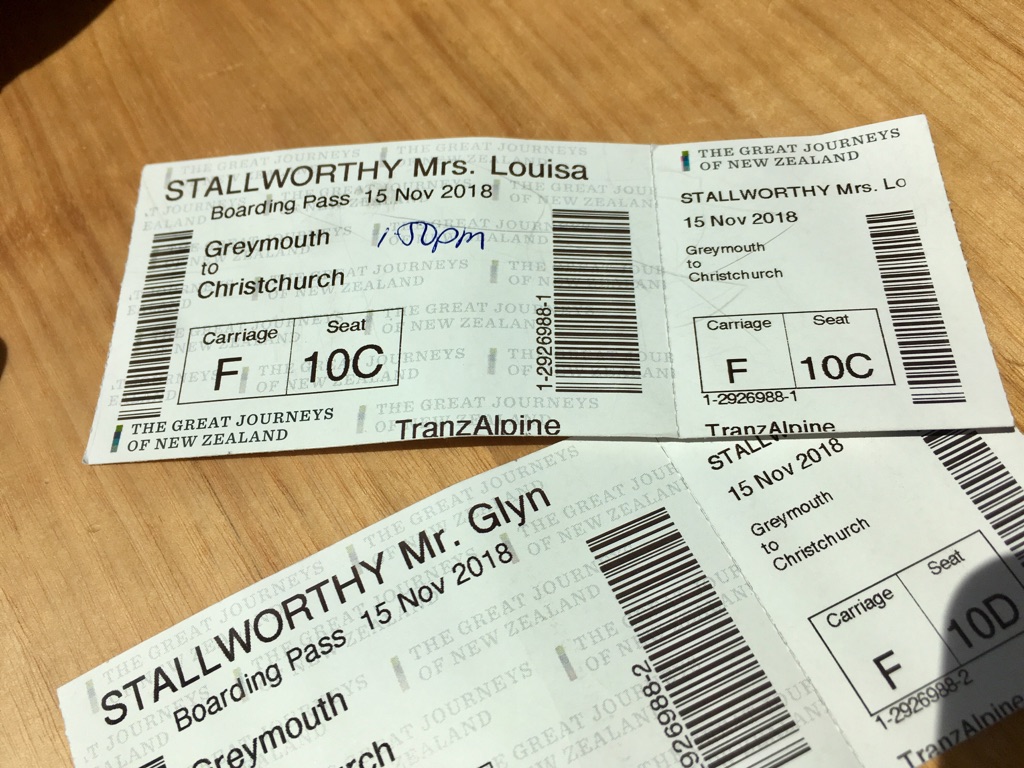 STALLWORTHY Mrs. Louisa
Boarding Pass 15 Nov 2018
Greymouth 1:50pm
to
Christchurch
Carriage Seat
F 10C
THE GREAT JOURNEYS
OF NEW ZEALAND
TranzAlpine
1-2926988-1
THE GREAT JOURNEYS
OF NEW ZEALAND
STALLWORTHY Mrs. Lo
15 Nov 2018
Greymouth
to
Christchurch
Carriage Seat
F 10C
1-2926988-1
TranzAlpine
STALLWORTHY Mr. Glyn
Boarding Pass 15 Nov 2018
Greymouth
rch
2926988-2
STALLW
15 Nov 2018
Greymouth
to
Christchurch
Carriage Seat
F 10D
1-2926988-2
TranzAlpine